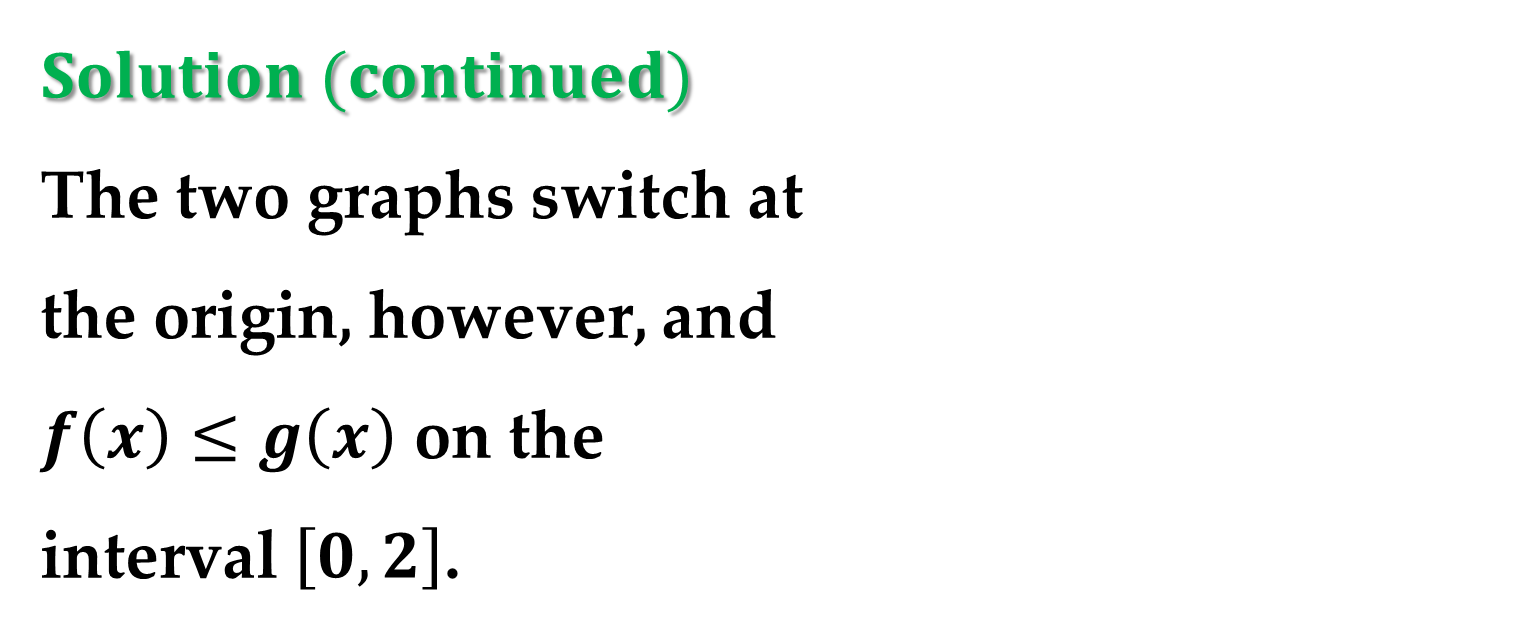 Solution (continued)
The two graphs switch at
the origin, however, and
f(x) ≤ g(x) on the
interval [0, 2].